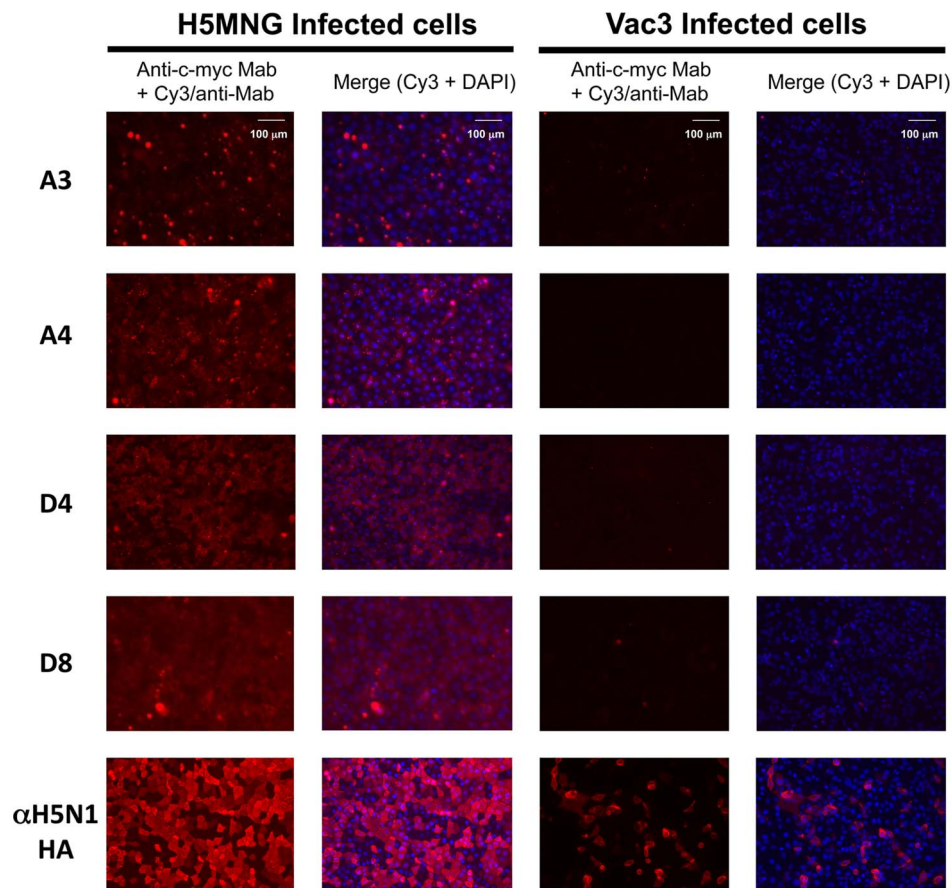 H5MNG Infected cells
Vac3 Infected cells
Anti-c-myc Mab
+ Cy3/anti-Mab
Merge (Cy3 + DAPI)
Anti-c-myc Mab
+ Cy3/anti-Mab
Merge (Cy3 + DAPI)
100 μm
100 μm
100 μm
100 μm
A3
A4
D4
D8
αH5N1
HA